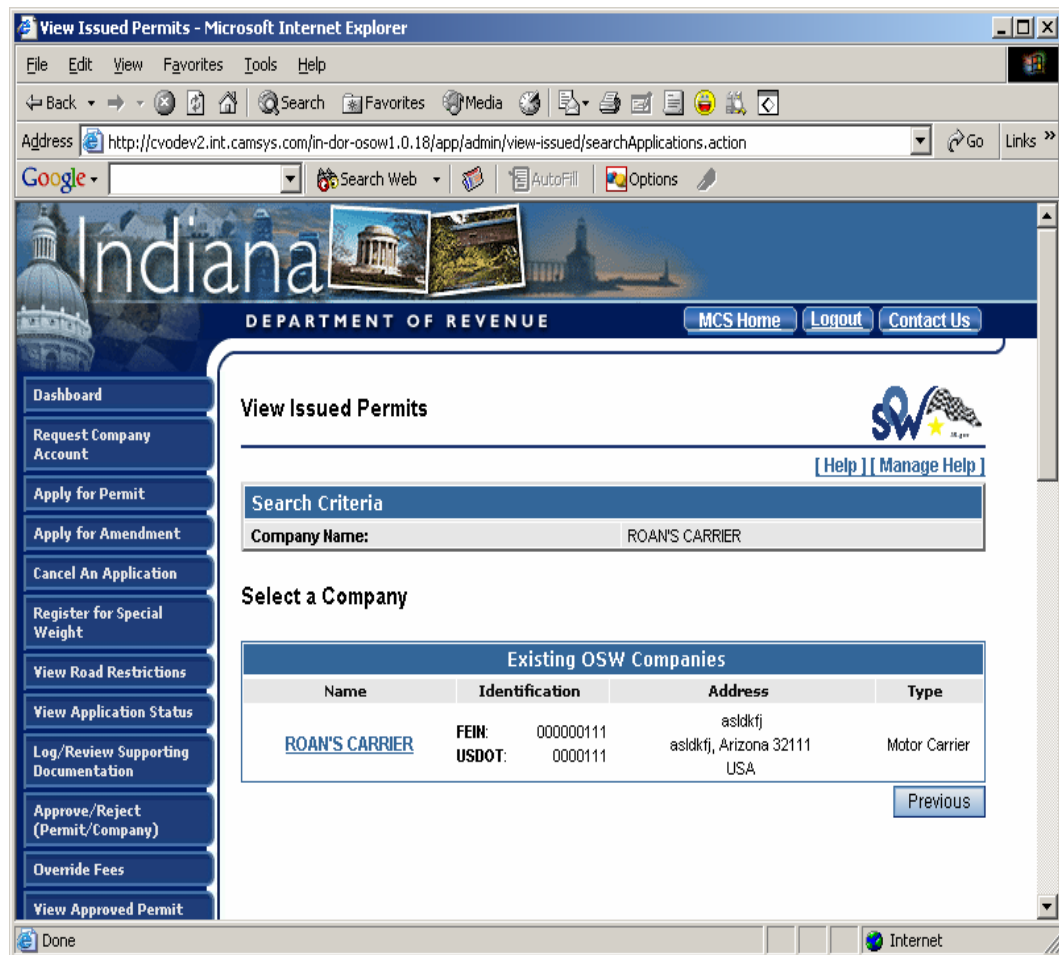 View Issued Permits - Microsoft Internet Explorer
File Edit View Favorites Tools Help
Back Search Favorites Media
Address http://cvodev2.int.camsys.com/in-dor-osow1.0.18/app/admin/view-issued/searchApplications.action Go Links »
Google Search Web AutoFill Options
Indiana
DEPARTMENT OF REVENUE
MCS Home Logout Contact Us
Dashboard
Request Company
Account
Apply for Permit
Apply for Amendment
Cancel An Application
Register for Special
Weight
View Road Restrictions
View Application Status
Log/Review Supporting
Documentation
Approve/Reject
(Permit/Company)
Override Fees
View Approved Permit
View Issued Permits
OSW
[ Help ] [ Manage Help ]
Search Criteria
Company Name: ROAN'S CARRIER
Select a Company
Existing OSW Companies
Name Identification Address Type
ROAN'S CARRIER
FEIN: 000000111
USDOT: 0000111
asldkfj
asldkfj, Arizona 32111
USA
Motor Carrier
Previous
Done Internet